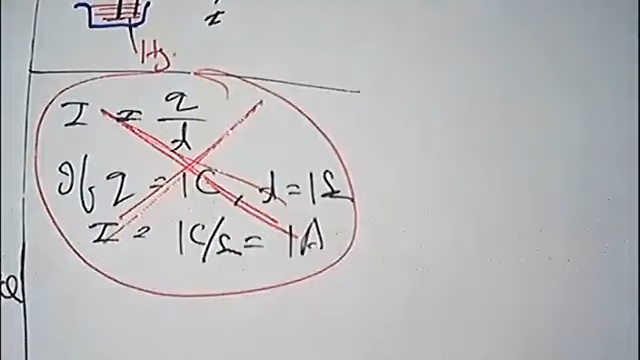 I
Hg.
I = q/t
If q = 1C, t = 1s
I = 1C/s = 1A
Q